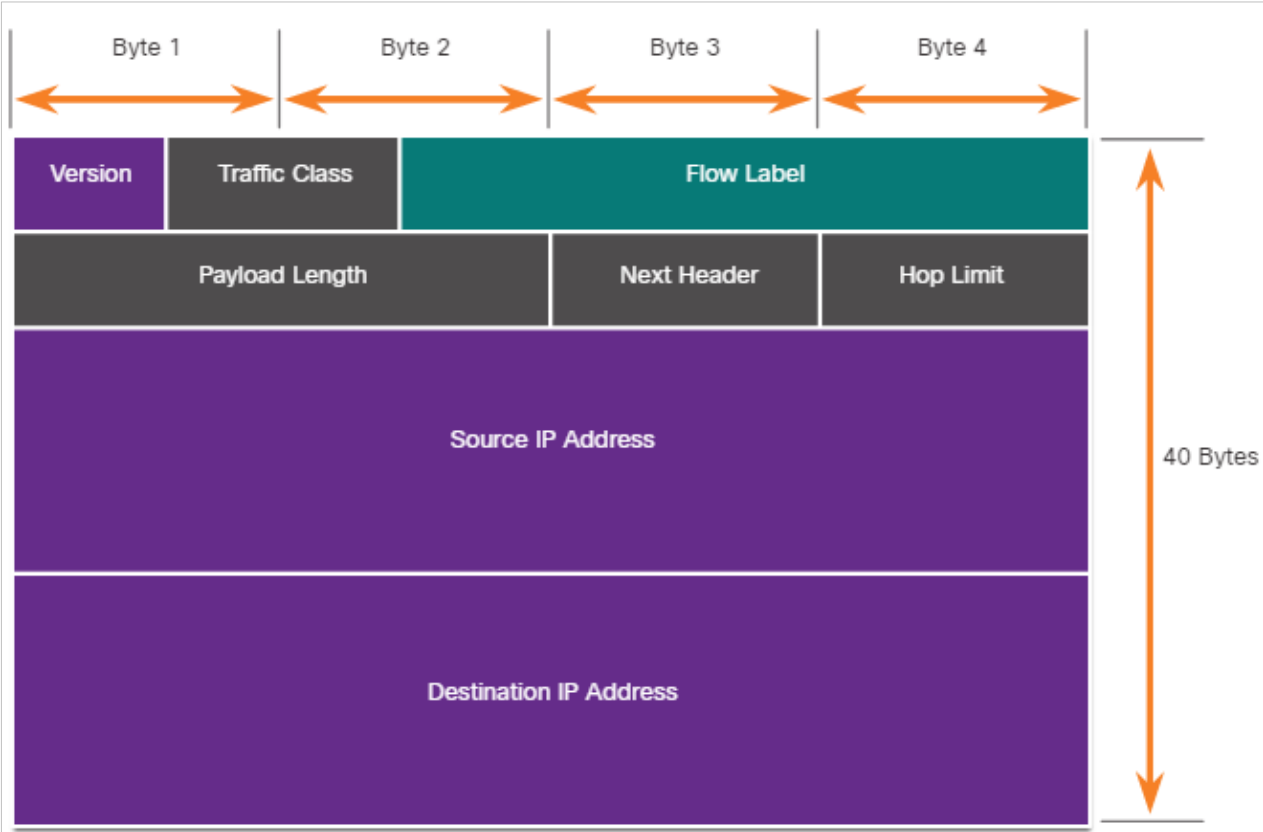 Byte 1
Byte 2
Byte 3
Byte 4
Version
Traffic Class
Flow Label
Payload Length
Next Header
Hop Limit
Source IP Address
40 Bytes
Destination IP Address